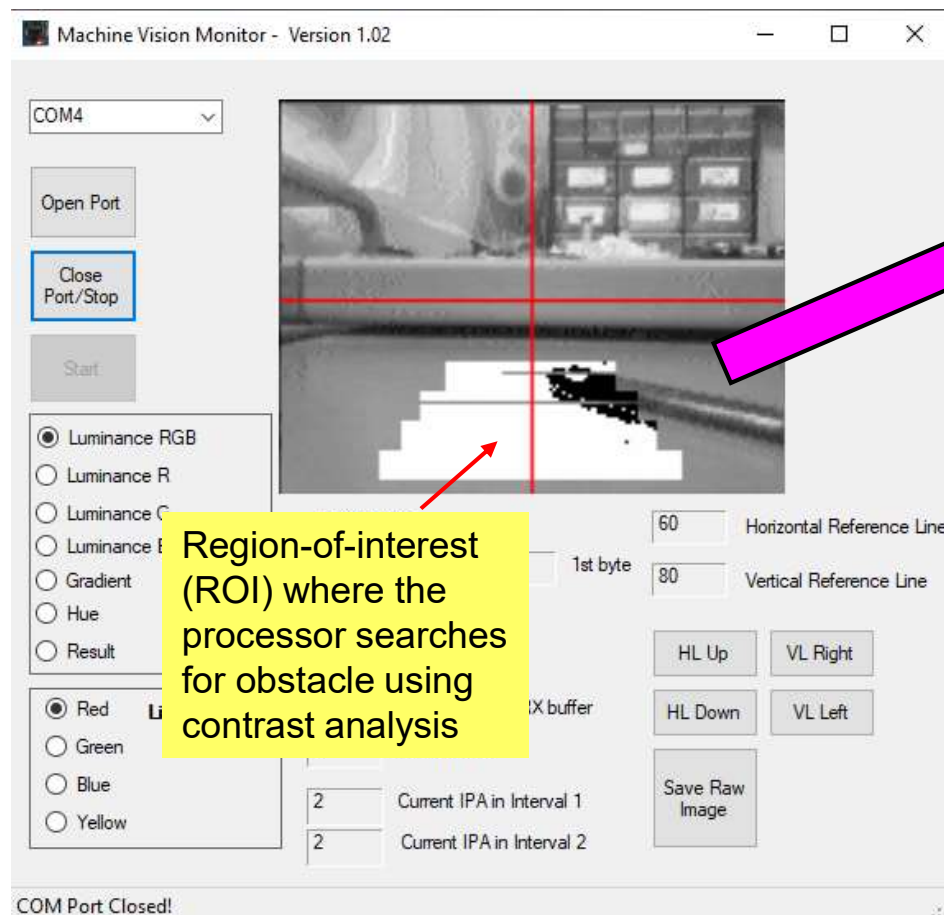 Machine Vision Monitor - Version 1.02
COM4
Open Port
Close
Port/Stop
Start
Luminance RGB
Luminance R
Luminance
Luminance
Gradient
Hue
Result
Red
Green
Blue
Yellow
Region-of-interest
(ROI) where the
processor searches
for obstacle using
contrast analysis
1st byte
X buffer
2 Current IPA in Interval 1
2 Current IPA in Interval 2
60 Horizontal Reference Line
80 Vertical Reference Line
HL Up VL Right
HL Down VL Left
Save Raw
Image
COM Port Closed!